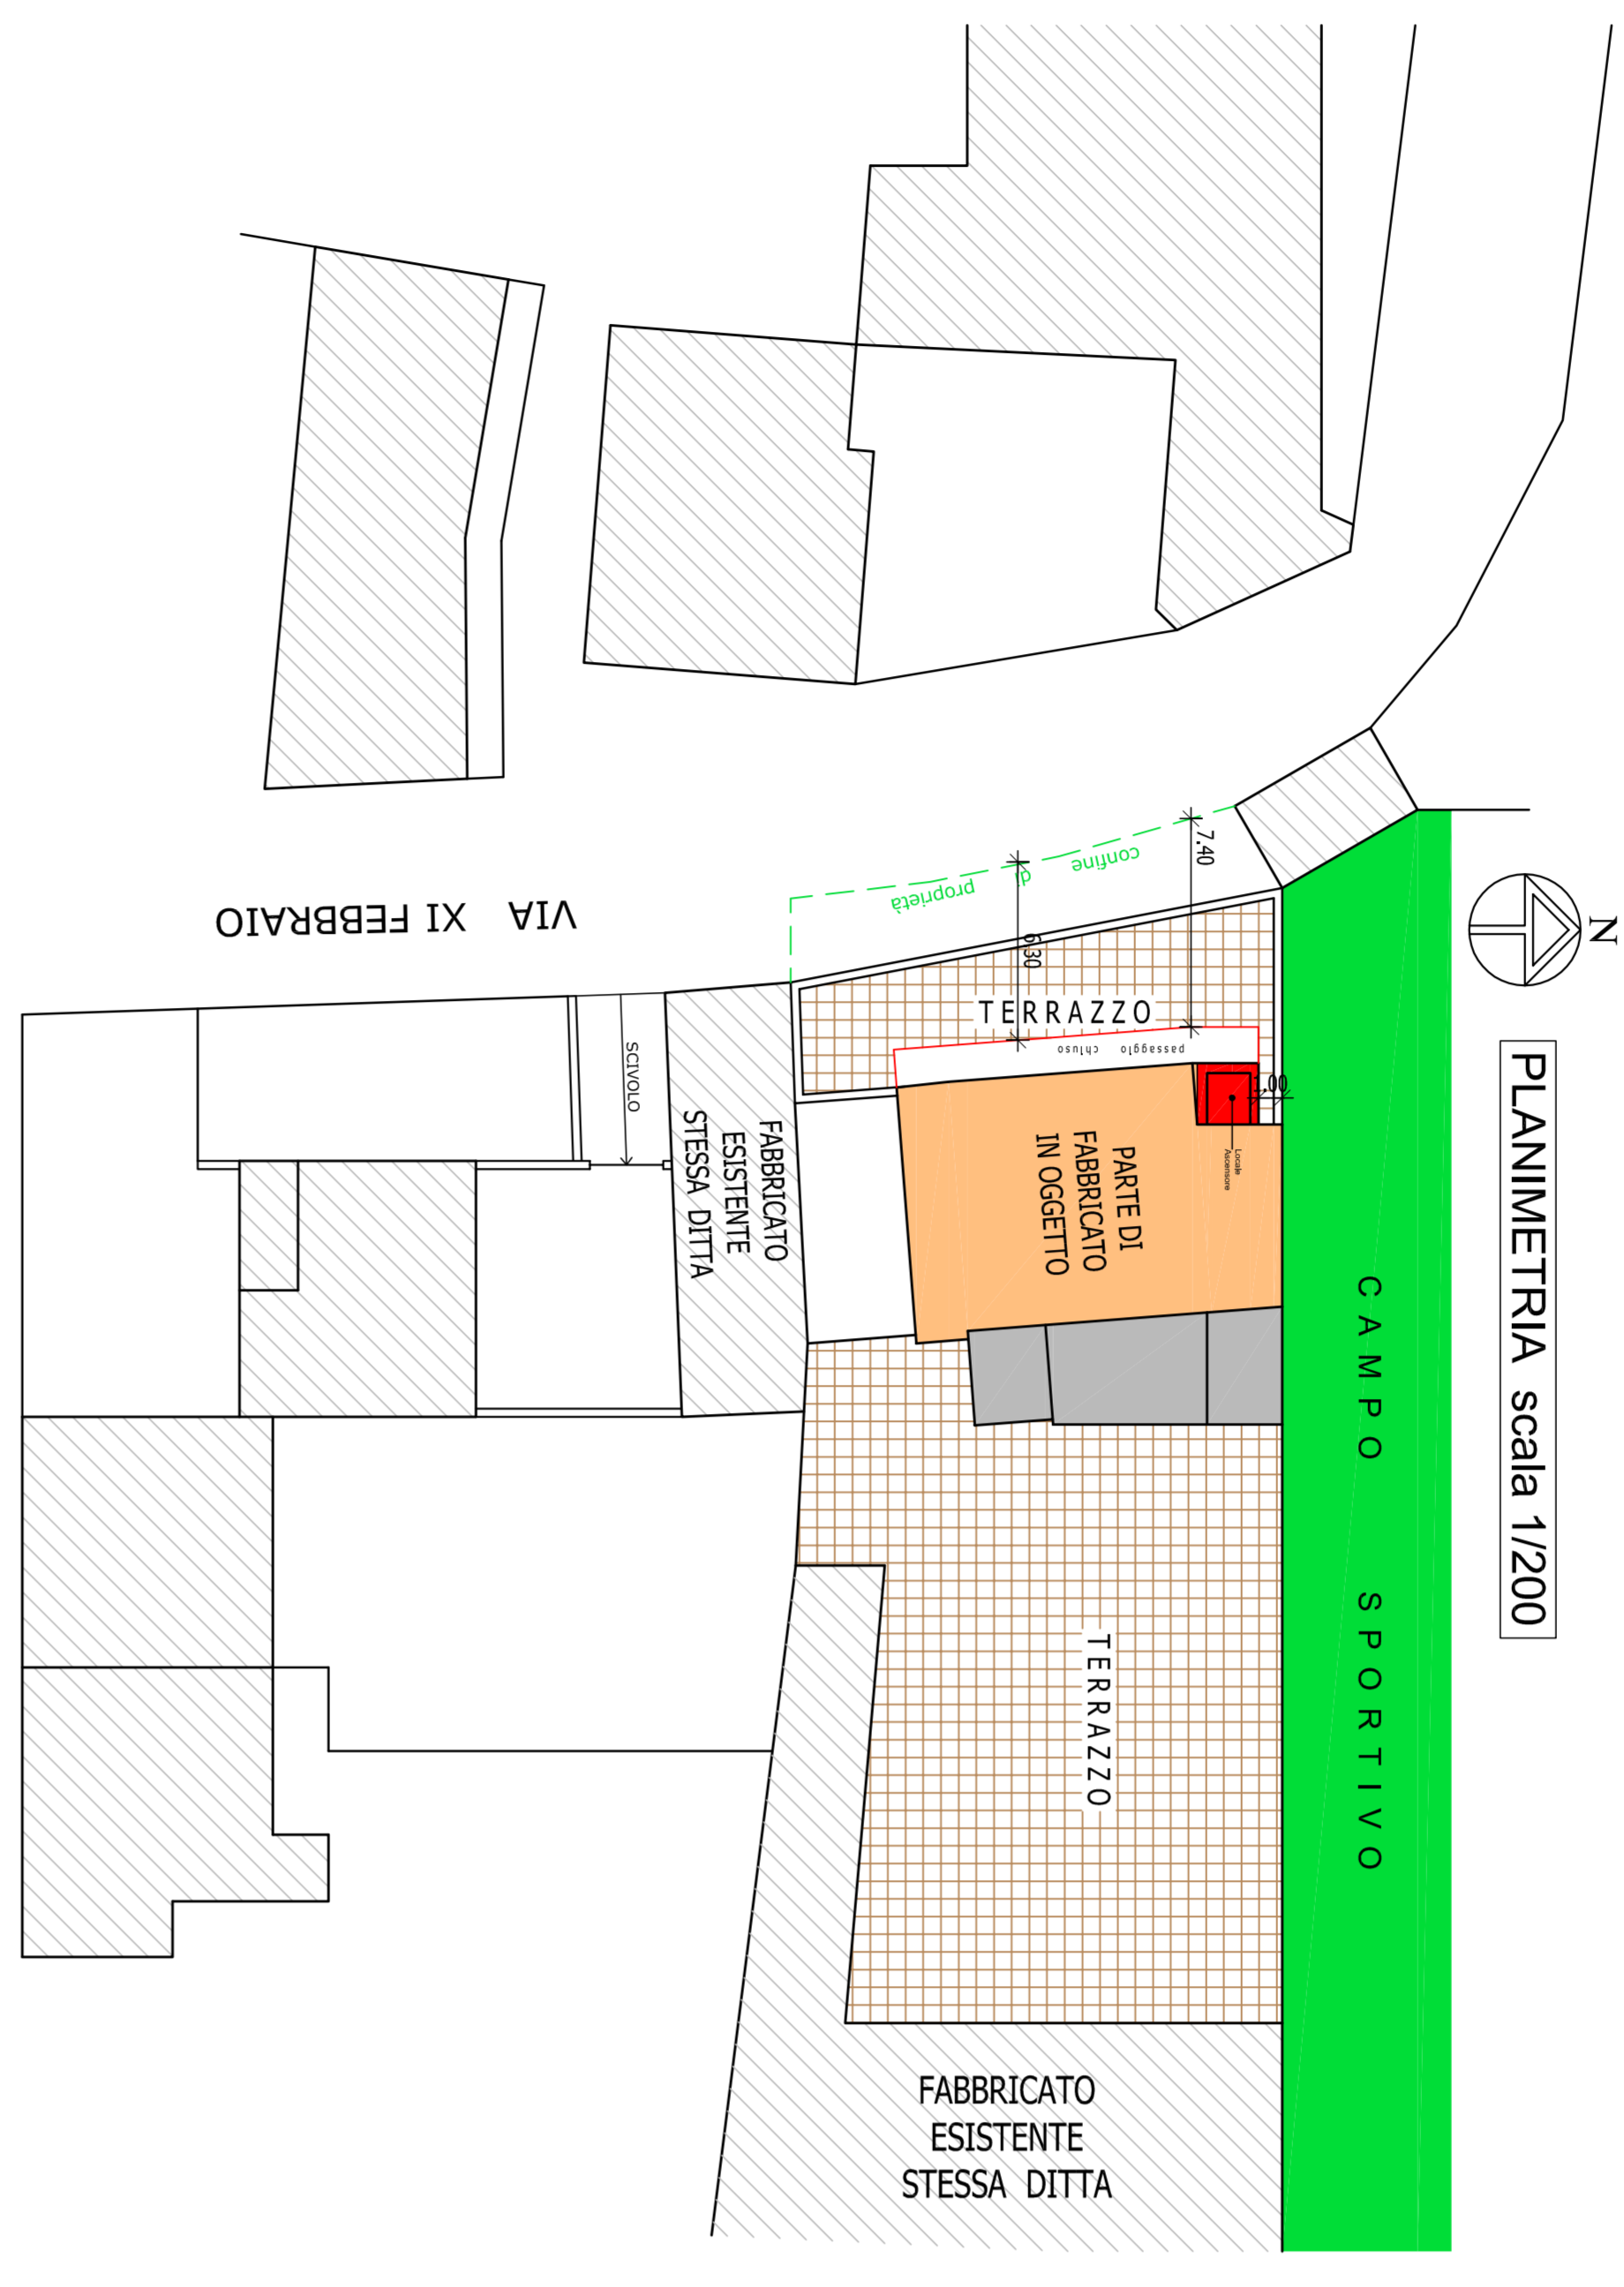 N
PLANIMETRIA scala 1/200
CAMPO SPORTIVO
7.40
confine di proprietà
6.30
TERRAZZO
passaggio chiuso
1.00
Locale
Ascensore
PARTE DI
FABBRICATO
IN OGGETTO
VIA XI FEBBRAIO
SCIVOLO
FABBRICATO
ESISTENTE
STESSA DITTA
TERRAZZO
FABBRICATO
ESISTENTE
STESSA DITTA